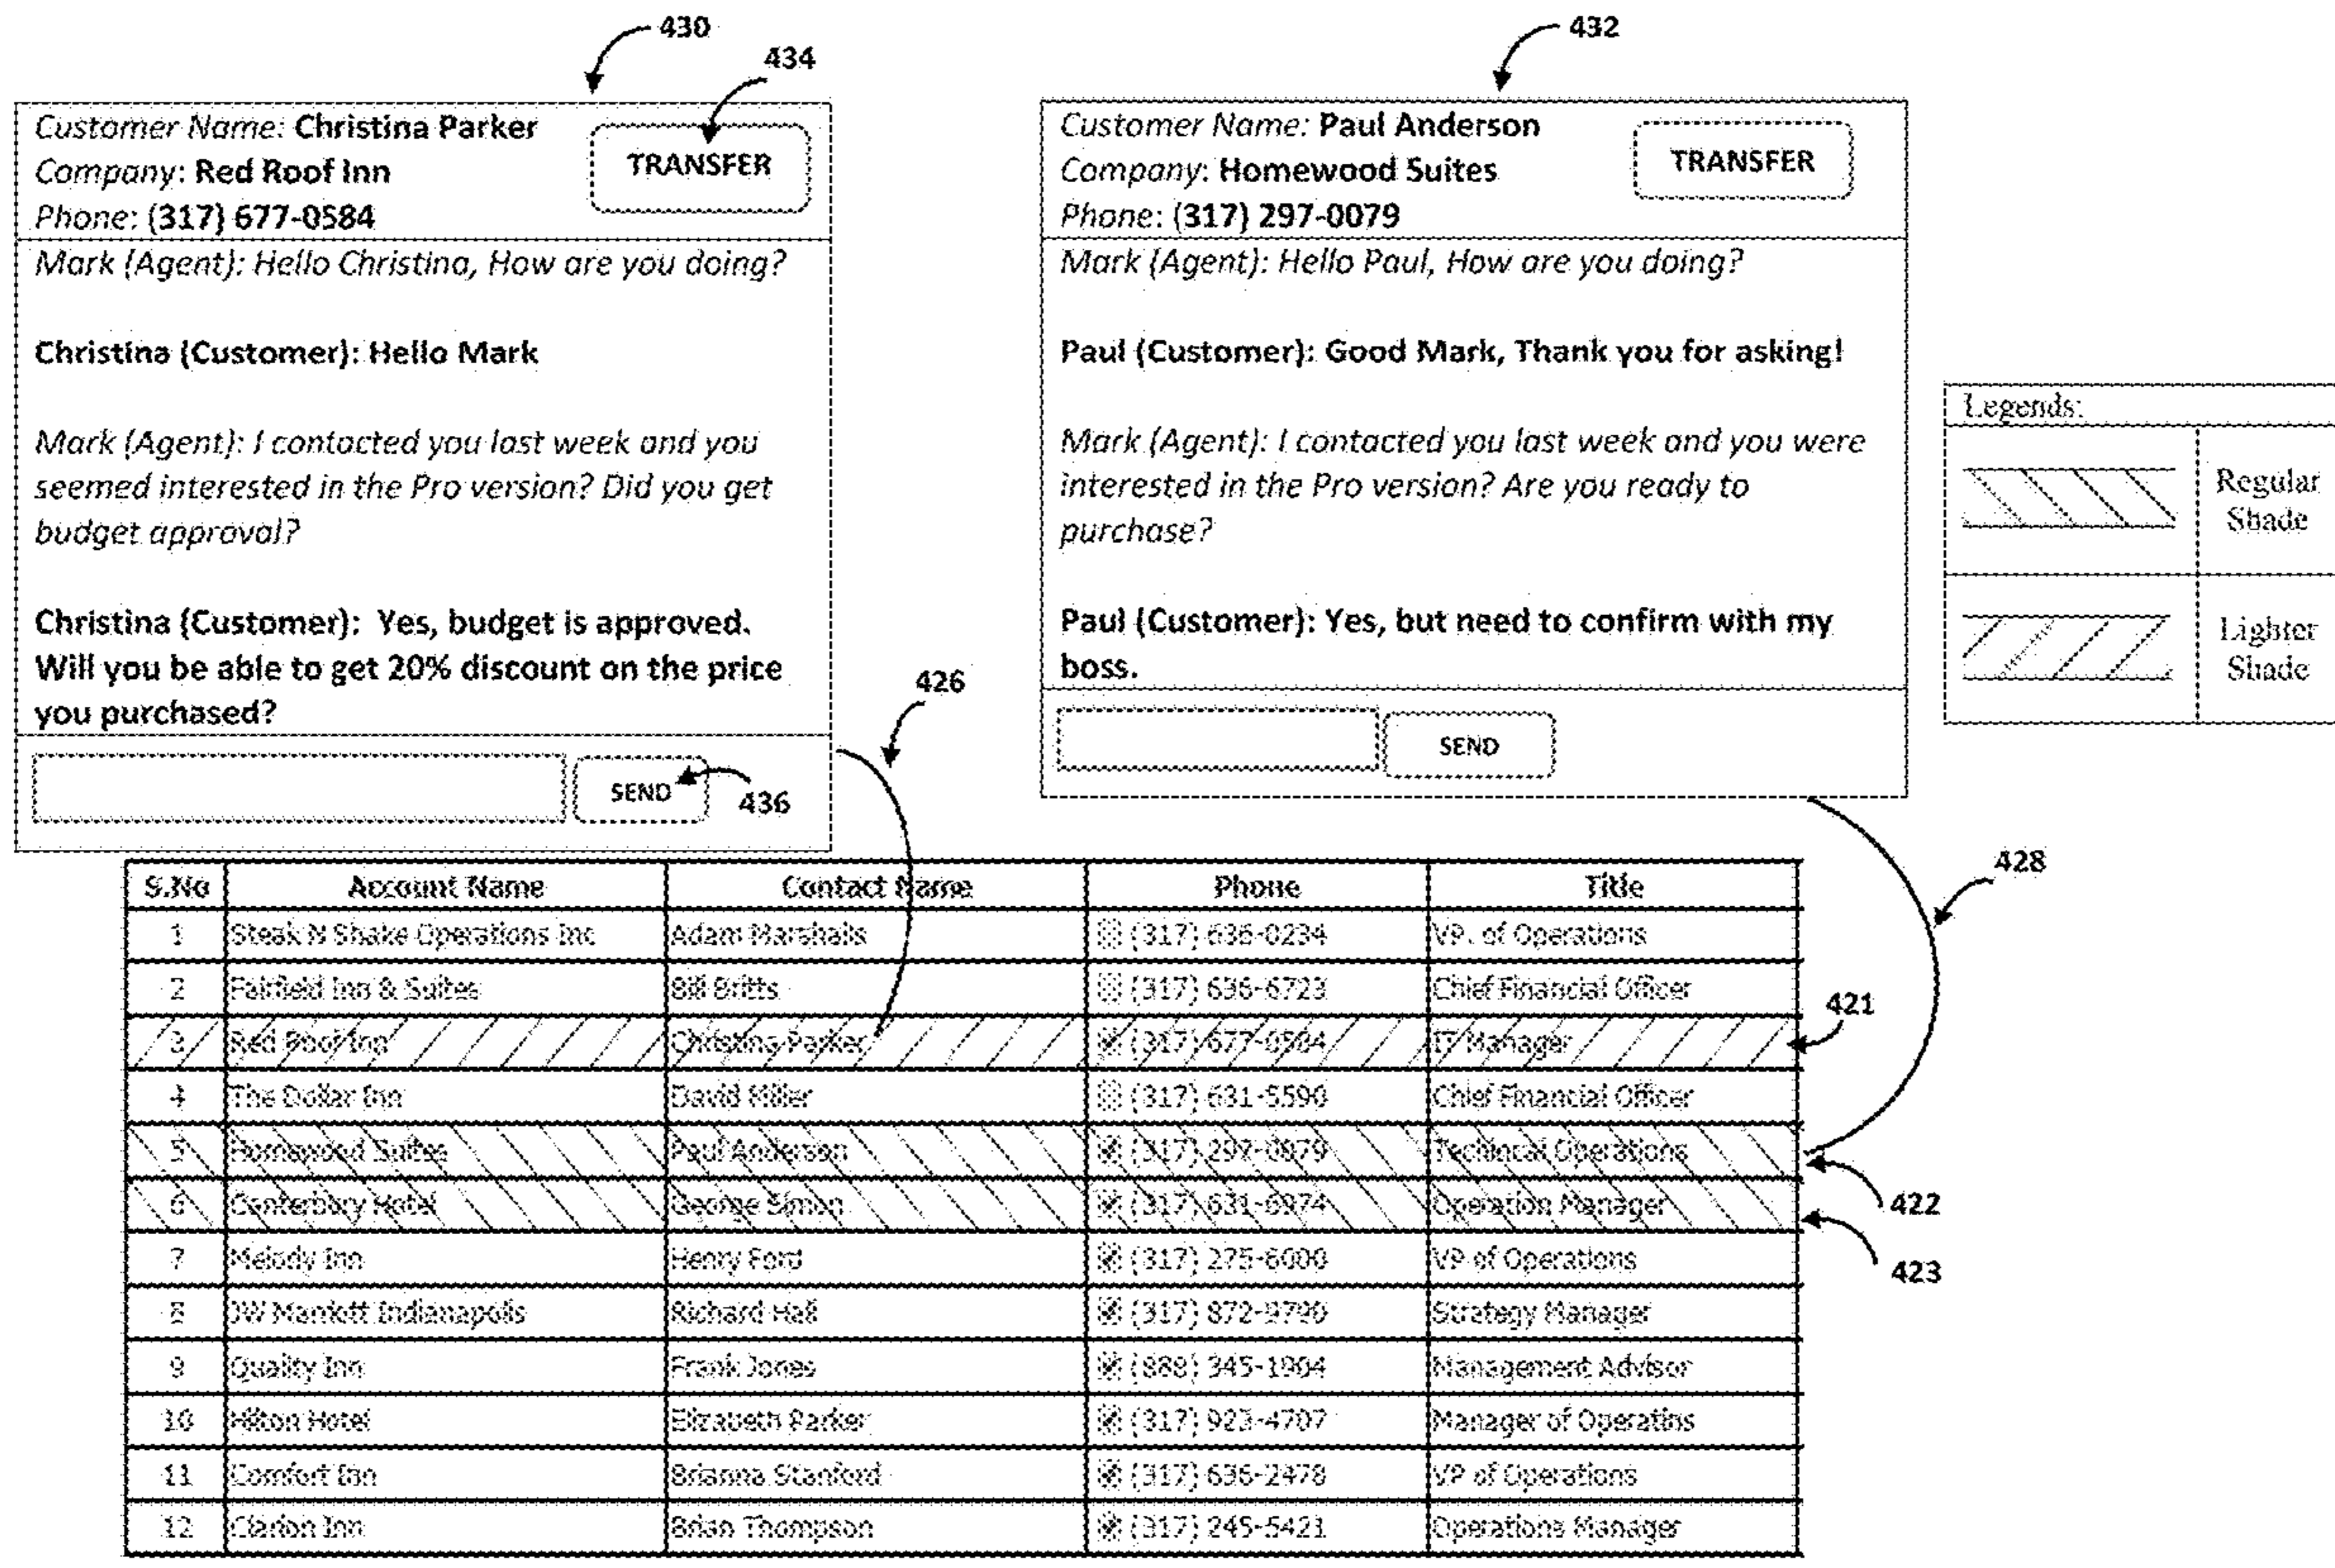 430
434
432
Customer Name: Christina Parker
Company: Red Roof Inn
Phone: (317) 677-0584
TRANSFER
Mark (Agent): Hello Christina, How are you doing?
Christina (Customer): Hello Mark
Mark (Agent): I contacted you last week and you
seemed interested in the Pro version? Did you get
budget approval?
Christina (Customer): Yes, budget is approved.
Will you be able to get 20% discount on the price
you purchased?
SEND
436
426
Customer Name: Paul Anderson
Company: Homewood Suites
Phone: (317) 297-0079
TRANSFER
Mark (Agent): Hello Paul, How are you doing?
Paul (Customer): Good Mark, Thank you for asking!
Mark (Agent): I contacted you last week and you were
interested in the Pro version? Are you ready to
purchase?
Paul (Customer): Yes, but need to confirm with my
boss.
SEND
Legends:
Regular
Shade
Lighter
Shade
428
S.No Account Name Contact Name Phone Title
1 Steak N Shake Operations Inc Adam Marshals (317) 636-0234 VP. of Operations
2 Fairfield Inn & Suites Bill Britts (317) 636-6723 Chief Financial Officer
3 Red Roof Inn Christina Parker (317) 677-0584 IT Manager
421
4 The Dollar Inn David Miller (317) 631-5590 Chief Financial Officer
5 Homewood Suites Paul Anderson (317) 297-0079 Techincal Operations
422
6 Canterbury Hotel George Simon (317) 631-6974 Operation Manager
423
7 Melody Inn Henry Ford (317) 275-6000 VP of Operations
8 JW Marriott Indianapolis Richard Hall (317) 872-9790 Strategy Manager
9 Quality Inn Frank Jones (888) 345-1904 Management Advisor
10 Hilton Hotel Elizabeth Parker (317) 923-4707 Manager of Operatins
11 Comfort Inn Brianna Stanford (317) 636-2478 VP of Operations
12 Clarion Inn Brian Thompson (317) 245-5421 Operations Manager